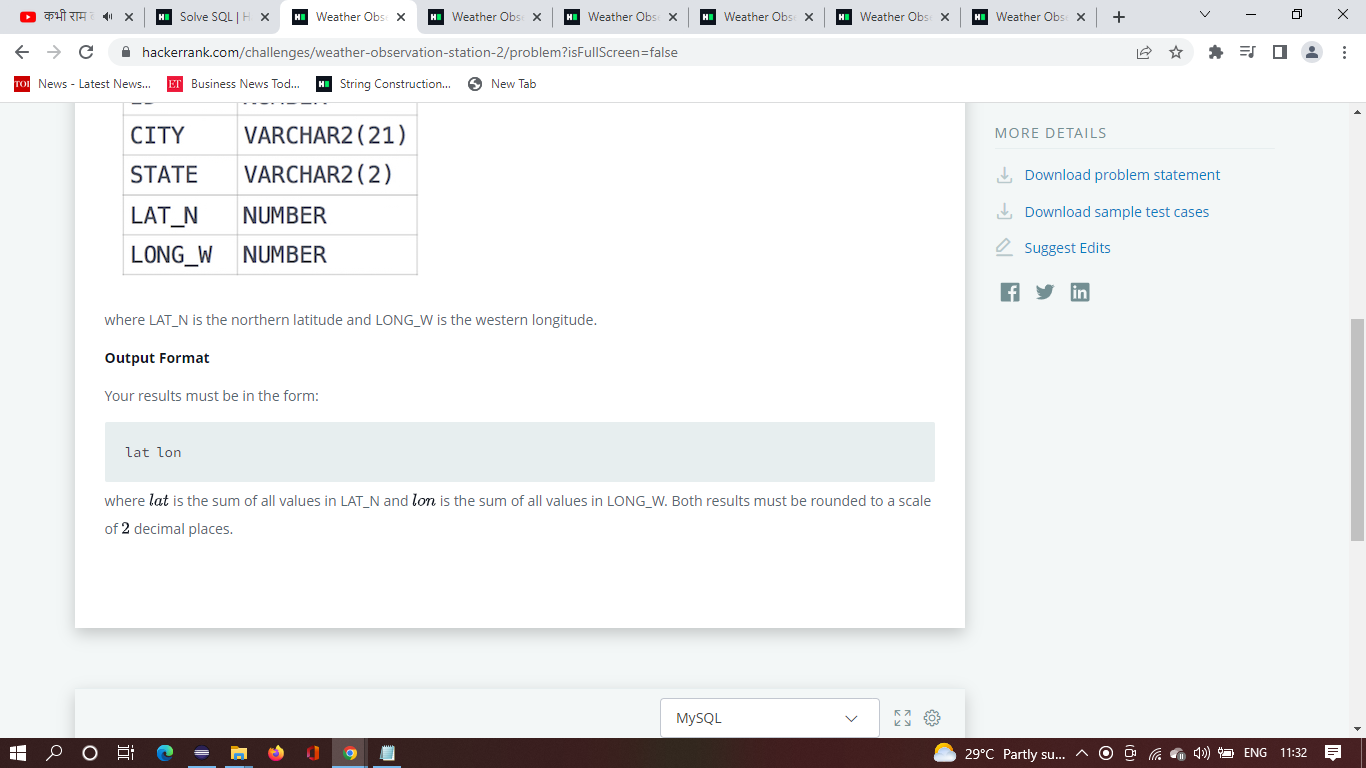 कभी राम
Solve SQL | H
Weather Obs
Weather Obs
Weather Obs
Weather Obs
Weather Obs
Weather Obs
hackerrank.com/challenges/weather-observation-station-2/problem?isFullScreen=false
TOI News - Latest News...
ET Business News Tod...
String Construction...
New Tab
CITY VARCHAR2(21)
STATE VARCHAR2(2)
LAT_N NUMBER
LONG_W NUMBER
where LAT_N is the northern latitude and LONG_W is the western longitude.
Output Format
Your results must be in the form:
lat lon
where lat is the sum of all values in LAT_N and lon is the sum of all values in LONG_W. Both results must be rounded to a scale
of 2 decimal places.
MORE DETAILS
Download problem statement
Download sample test cases
Suggest Edits
MySQL
29°C Partly su...
ENG
11:32